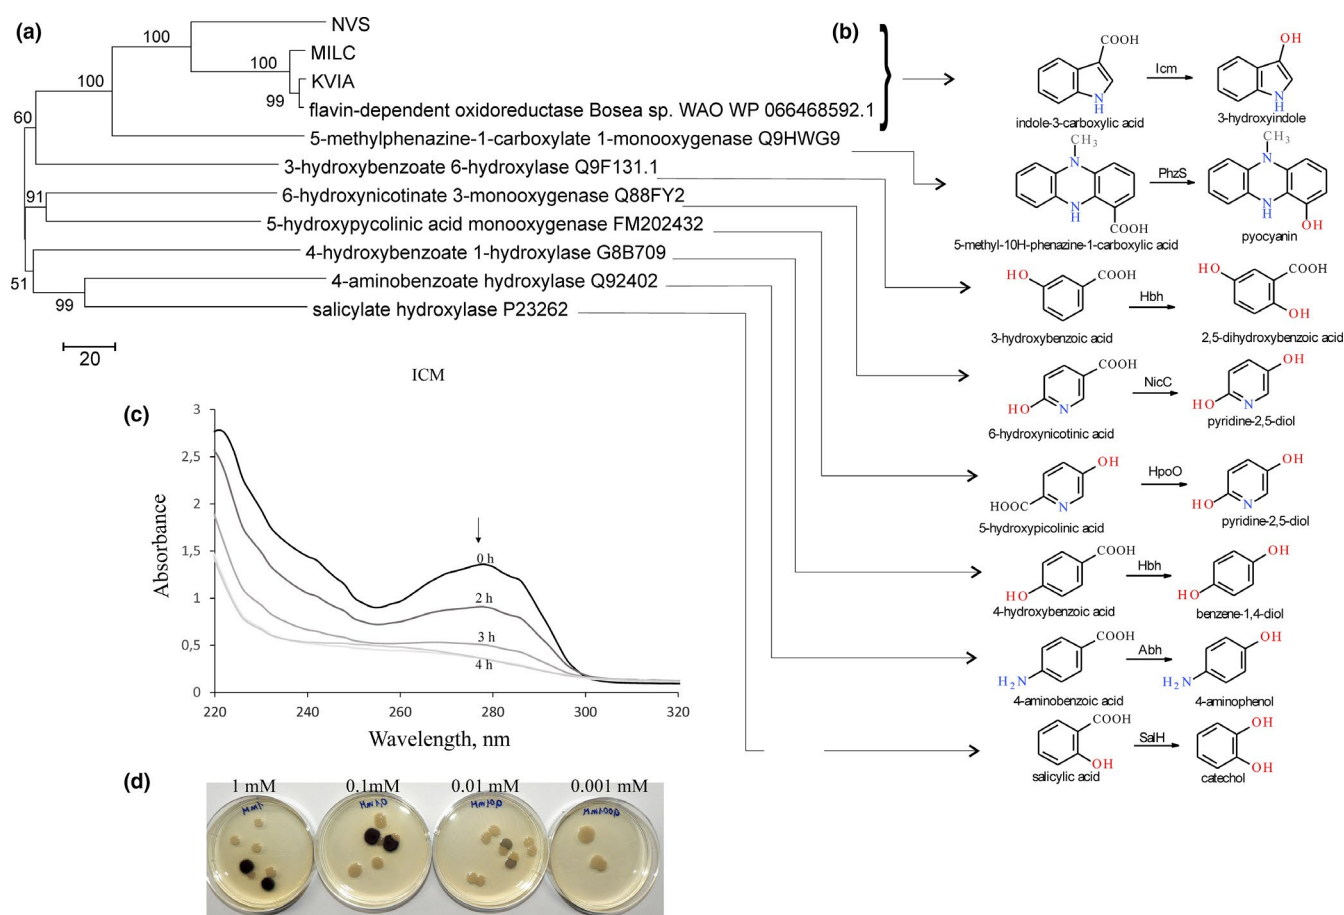 (a)
NVS
100
MILC
100
100
KVIA
99
flavin-dependent oxidoreductase Bosea sp. WAO WP 066468592.1
60
5-methylphenazine-1-carboxylate 1-monooxygenase Q9HWG9
3-hydroxybenzoate 6-hydroxylase Q9F131.1
91
6-hydroxynicotinate 3-monooxygenase Q88FY2
5-hydroxypycolinic acid monooxygenase FM202432
4-hydroxybenzoate 1-hydroxylase G8B709
51
4-aminobenzoate hydroxylase Q92402
99
salicylate hydroxylase P23262
20
(b)
COOH
OH
Icm
N
H
N
H
indole-3-carboxylic acid
3-hydroxyindole
CH3
CH3
N
N
PhzS
N
H
N
H
COOH
OH
5-methyl-10H-phenazine-1-carboxylic acid
pyocyanin
HO
COOH
HO
COOH
Hbh
OH
3-hydroxybenzoic acid
2,5-dihydroxybenzoic acid
COOH
OH
NicC
HO
N
HO
N
6-hydroxynicotinic acid
pyridine-2,5-diol
OH
OH
HpoO
HOOC
N
HO
N
5-hydroxypicolinic acid
pyridine-2,5-diol
COOH
OH
Hbh
HO
HO
4-hydroxybenzoic acid
benzene-1,4-diol
COOH
OH
Abh
H2N
H2N
4-aminobenzoic acid
4-aminophenol
COOH
OH
SalH
OH
OH
salicylic acid
catechol
ICM
(c)
3
2,5
2
1,5
1
0,5
0
Absorbance
0 h
2 h
3 h
4 h
220
240
260
280
300
320
Wavelength, nm
(d)
1 mM
0.1mM
0.01 mM
0.001 mM
1mM
0,1mM
0,01mM
0,001mM